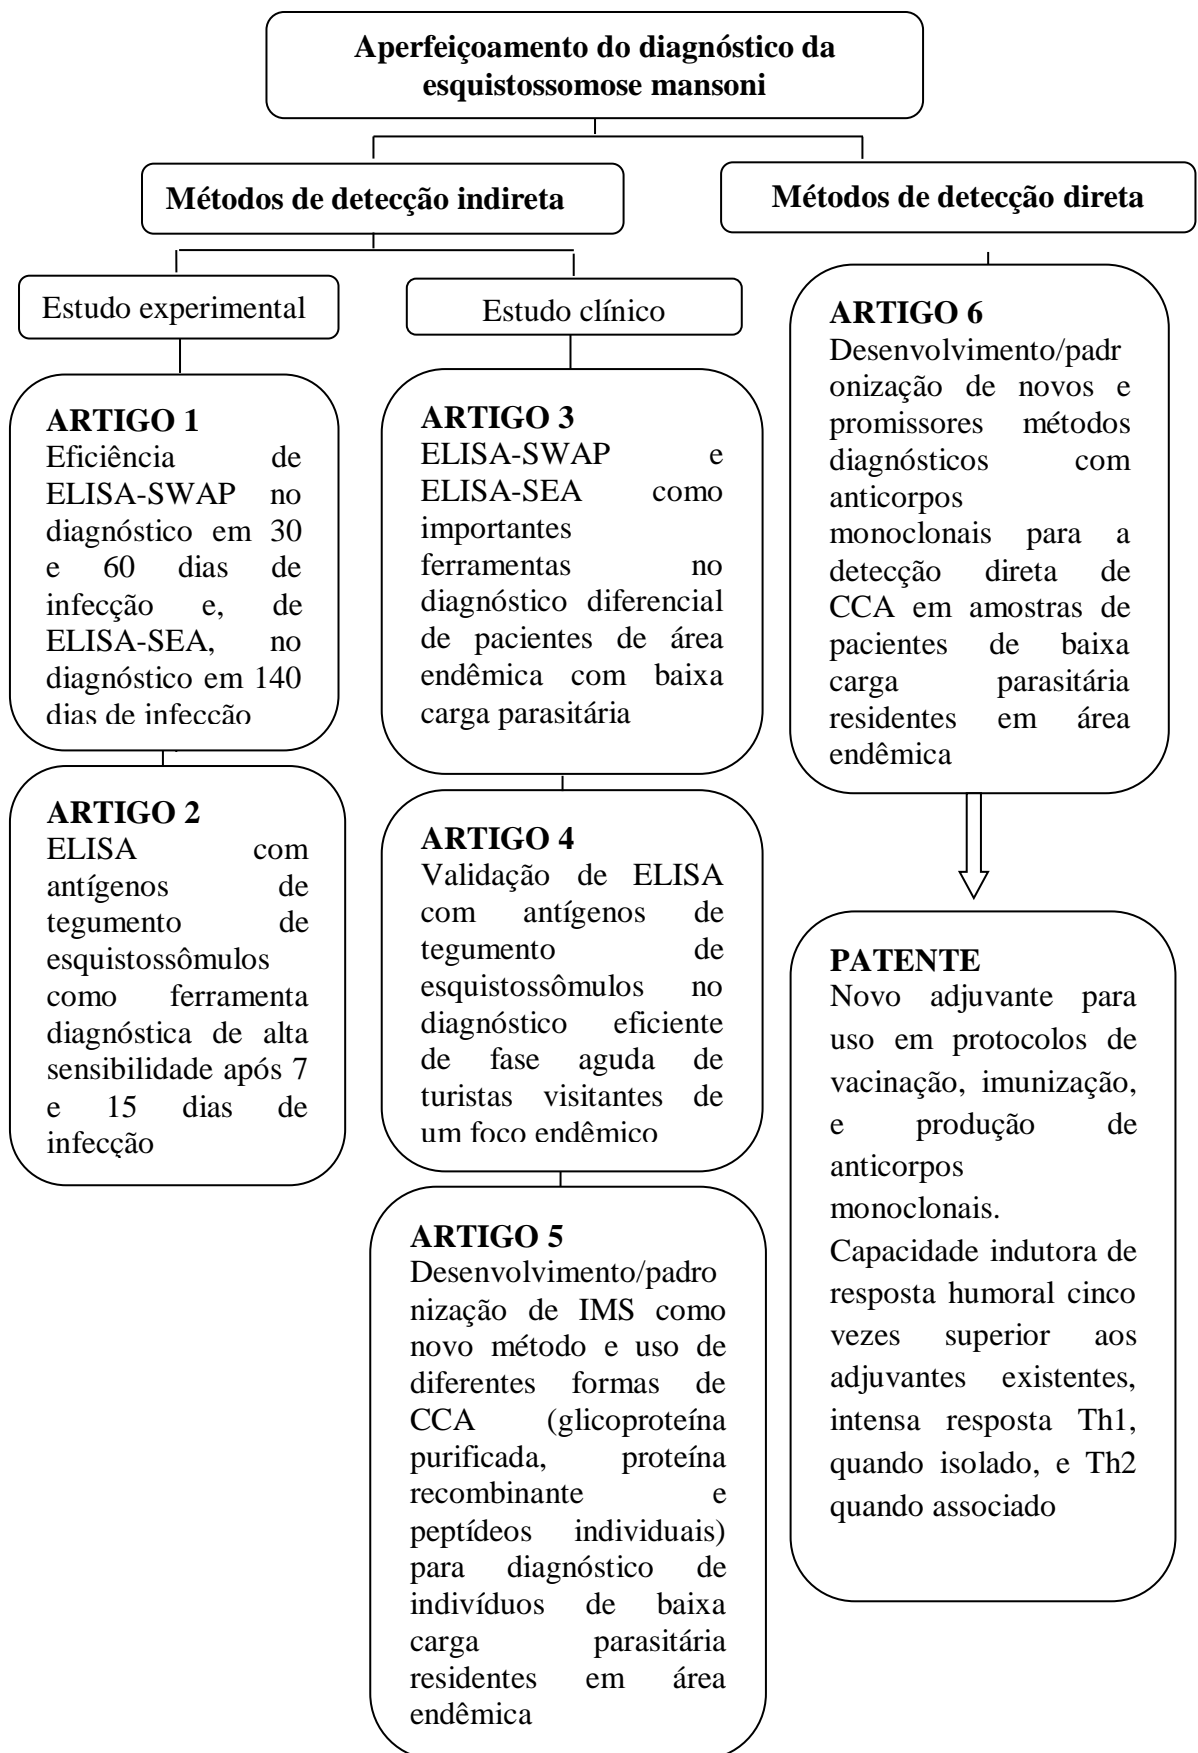 Aperfeiçoamento do diagnóstico da
esquistossomose mansoni
Métodos de detecção indireta
Métodos de detecção direta
Estudo experimental
Estudo clínico
ARTIGO 1
Eficiência de
ELISA-SWAP no
diagnóstico em 30
e 60 dias de
infecção e, de
ELISA-SEA, no
diagnóstico em 140
dias de infecção
ARTIGO 2
ELISA com
antígenos de
tegumento de
esquistossômulos
como ferramenta
diagnóstica de alta
sensibilidade após 7
e 15 dias de
infecção
ARTIGO 3
ELISA-SWAP e
ELISA-SEA como
importantes
ferramentas no
diagnóstico diferencial
de pacientes de área
endêmica com baixa
carga parasitária
ARTIGO 4
Validação de ELISA
com antígenos de
tegumento de
esquistossômulos no
diagnóstico eficiente
de fase aguda de
turistas visitantes de
um foco endêmico
ARTIGO 5
Desenvolvimento/padro
nização de IMS como
novo método e uso de
diferentes formas de
CCA (glicoproteína
purificada, proteína
recombinante e
peptídeos individuais)
para diagnóstico de
indivíduos de baixa
carga parasitária
residentes em área
endêmica
ARTIGO 6
Desenvolvimento/padr
onização de novos e
promissores métodos
diagnósticos com
anticorpos
monoclonais para a
detecção direta de
CCA em amostras de
pacientes de baixa
carga parasitária
residentes em área
endêmica
PATENTE
Novo adjuvante para
uso em protocolos de
vacinação, imunização,
e produção de
anticorpos
monoclonais.
Capacidade indutora de
resposta humoral cinco
vezes superior aos
adjuvantes existentes,
intensa resposta Th1,
quando isolado, e Th2
quando associado